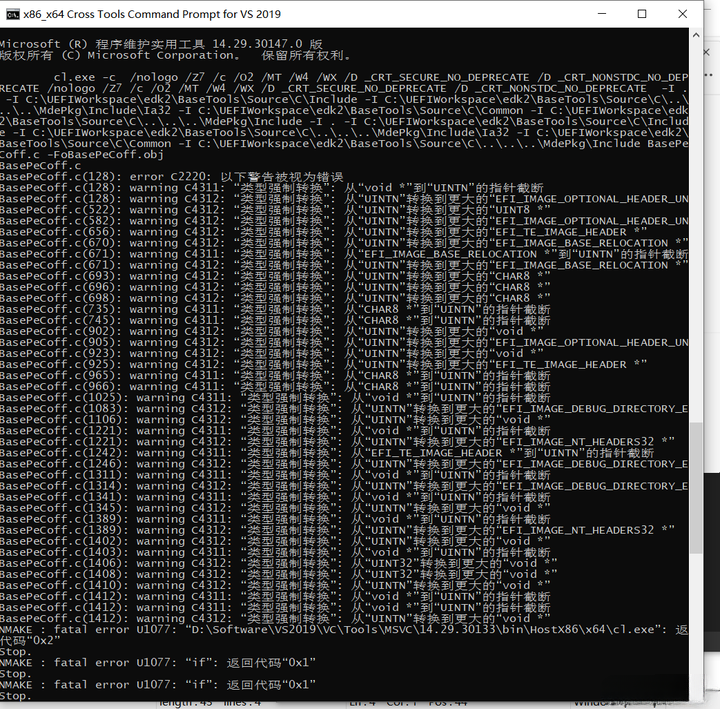 x86_x64 Cross Tools Command Prompt for VS 2019
Microsoft (R) 程序维护实用工具 14.29.30147.0 版
版权所有 (C) Microsoft Corporation。  保留所有权利。
cl.exe -c  /nologo /Z7 /c /O2 /MT /W4 /WX /D _CRT_SECURE_NO_DEPRECATE /D _CRT_NONSTDC_NO_DEP
RECATE /nologo /Z7 /c /O2 /MT /W4 /WX /D _CRT_SECURE_NO_DEPRECATE /D _CRT_NONSTDC_NO_DEPRECATE  -I .
 -I C:\UEFIWorkspace\edk2\BaseTools\Source\C\Include -I C:\UEFIWorkspace\edk2\BaseTools\Source\C\..\
..\..\MdePkg\Include\Ia32 -I C:\UEFIWorkspace\edk2\BaseTools\Source\C\Common -I C:\UEFIWorkspace\edk
2\BaseTools\Source\C\..\..\..\MdePkg\Include -I . -I C:\UEFIWorkspace\edk2\BaseTools\Source\C\Includ
e -I C:\UEFIWorkspace\edk2\BaseTools\Source\C\..\..\..\MdePkg\Include\Ia32 -I C:\UEFIWorkspace\edk2\
BaseTools\Source\C\Common -I C:\UEFIWorkspace\edk2\BaseTools\Source\C\..\..\..\MdePkg\Include BasePe
Coff.c -FoBasePeCoff.obj
BasePeCoff.c
BasePeCoff.c(128): error C2220: 以下警告被视为错误
BasePeCoff.c(128): warning C4311: “类型强制转换”: 从“void *”到“UINTN”的指针截断
BasePeCoff.c(128): warning C4312: “类型强制转换”: 从“UINTN”转换到更大的“EFI_IMAGE_OPTIONAL_HEADER_UN
BasePeCoff.c(522): warning C4312: “类型强制转换”: 从“UINTN”转换到更大的“UINT8 *”
BasePeCoff.c(582): warning C4312: “类型强制转换”: 从“UINTN”转换到更大的“EFI_IMAGE_OPTIONAL_HEADER_UN
BasePeCoff.c(656): warning C4312: “类型强制转换”: 从“UINTN”转换到更大的“EFI_TE_IMAGE_HEADER *”
BasePeCoff.c(670): warning C4312: “类型强制转换”: 从“UINTN”转换到更大的“EFI_IMAGE_BASE_RELOCATION *”
BasePeCoff.c(671): warning C4311: “类型强制转换”: 从“EFI_IMAGE_BASE_RELOCATION *”到“UINTN”的指针截断
BasePeCoff.c(671): warning C4312: “类型强制转换”: 从“UINTN”转换到更大的“EFI_IMAGE_BASE_RELOCATION *”
BasePeCoff.c(693): warning C4312: “类型强制转换”: 从“UINTN”转换到更大的“CHAR8 *”
BasePeCoff.c(696): warning C4312: “类型强制转换”: 从“UINTN”转换到更大的“CHAR8 *”
BasePeCoff.c(698): warning C4312: “类型强制转换”: 从“UINTN”转换到更大的“CHAR8 *”
BasePeCoff.c(735): warning C4311: “类型强制转换”: 从“CHAR8 *”到“UINTN”的指针截断
BasePeCoff.c(745): warning C4311: “类型强制转换”: 从“CHAR8 *”到“UINTN”的指针截断
BasePeCoff.c(902): warning C4312: “类型强制转换”: 从“UINTN”转换到更大的“void *”
BasePeCoff.c(905): warning C4312: “类型强制转换”: 从“UINTN”转换到更大的“EFI_IMAGE_OPTIONAL_HEADER_UN
BasePeCoff.c(923): warning C4312: “类型强制转换”: 从“UINTN”转换到更大的“void *”
BasePeCoff.c(925): warning C4312: “类型强制转换”: 从“UINTN”转换到更大的“EFI_TE_IMAGE_HEADER *”
BasePeCoff.c(965): warning C4311: “类型强制转换”: 从“CHAR8 *”到“UINTN”的指针截断
BasePeCoff.c(966): warning C4311: “类型强制转换”: 从“CHAR8 *”到“UINTN”的指针截断
BasePeCoff.c(1025): warning C4311: “类型强制转换”: 从“void *”到“UINTN”的指针截断
BasePeCoff.c(1083): warning C4312: “类型强制转换”: 从“UINTN”转换到更大的“EFI_IMAGE_DEBUG_DIRECTORY_E
BasePeCoff.c(1106): warning C4312: “类型强制转换”: 从“UINTN”转换到更大的“void *”
BasePeCoff.c(1221): warning C4311: “类型强制转换”: 从“void *”到“UINTN”的指针截断
BasePeCoff.c(1221): warning C4312: “类型强制转换”: 从“UINTN”转换到更大的“EFI_IMAGE_NT_HEADERS32 *”
BasePeCoff.c(1242): warning C4311: “类型强制转换”: 从“EFI_TE_IMAGE_HEADER *”到“UINTN”的指针截断
BasePeCoff.c(1246): warning C4312: “类型强制转换”: 从“UINTN”转换到更大的“EFI_IMAGE_DEBUG_DIRECTORY_E
BasePeCoff.c(1311): warning C4311: “类型强制转换”: 从“void *”到“UINTN”的指针截断
BasePeCoff.c(1314): warning C4312: “类型强制转换”: 从“UINTN”转换到更大的“EFI_IMAGE_DEBUG_DIRECTORY_E
BasePeCoff.c(1341): warning C4311: “类型强制转换”: 从“void *”到“UINTN”的指针截断
BasePeCoff.c(1345): warning C4312: “类型强制转换”: 从“UINTN”转换到更大的“void *”
BasePeCoff.c(1389): warning C4311: “类型强制转换”: 从“void *”到“UINTN”的指针截断
BasePeCoff.c(1389): warning C4312: “类型强制转换”: 从“UINTN”转换到更大的“EFI_IMAGE_NT_HEADERS32 *”
BasePeCoff.c(1402): warning C4312: “类型强制转换”: 从“UINTN”转换到更大的“void *”
BasePeCoff.c(1403): warning C4311: “类型强制转换”: 从“void *”到“UINTN”的指针截断
BasePeCoff.c(1406): warning C4312: “类型强制转换”: 从“UINT32”转换到更大的“void *”
BasePeCoff.c(1408): warning C4312: “类型强制转换”: 从“UINT32”转换到更大的“void *”
BasePeCoff.c(1410): warning C4312: “类型强制转换”: 从“UINTN”转换到更大的“void *”
BasePeCoff.c(1412): warning C4311: “类型强制转换”: 从“void *”到“UINTN”的指针截断
BasePeCoff.c(1412): warning C4311: “类型强制转换”: 从“void *”到“UINTN”的指针截断
BasePeCoff.c(1412): warning C4312: “类型强制转换”: 从“UINTN”转换到更大的“void *”
NMAKE : fatal error U1077: “D:\Software\VS2019\VC\Tools\MSVC\14.29.30133\bin\HostX86\x64\cl.exe”: 返
代码“0x2”
Stop.
NMAKE : fatal error U1077: “if”: 返回代码“0x1”
Stop.
NMAKE : fatal error U1077: “if”: 返回代码“0x1”
Stop.